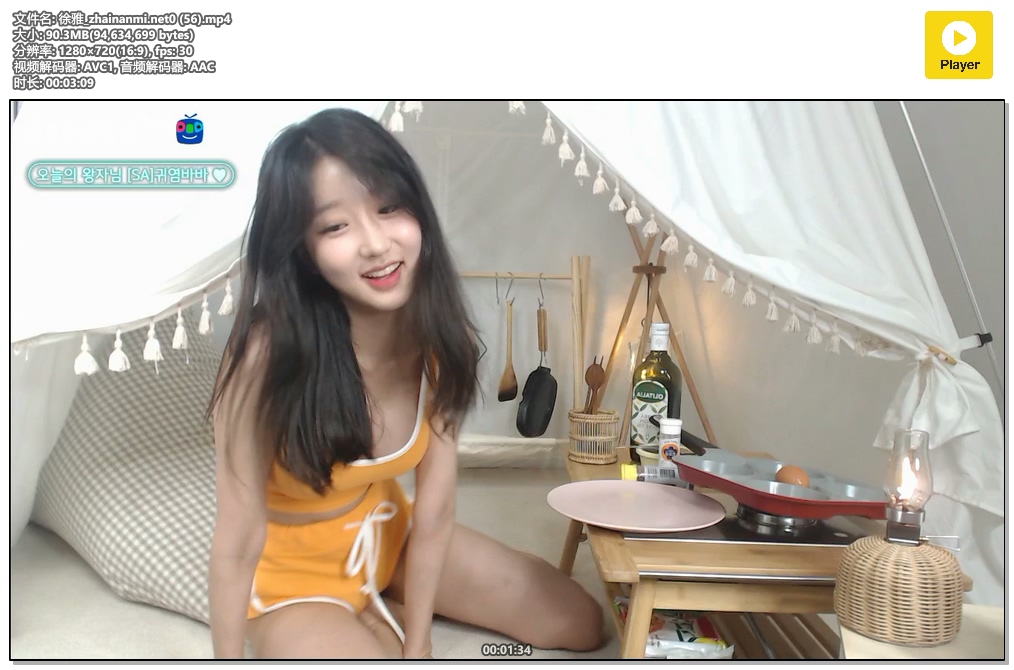 文件名: 徐雅_zhainanmi.net0 (56).mp4
大小: 90.3MB(94,634,699 bytes)
分辨率: 1280×720(16:9), fps: 30
视频解码器: AVC1, 音频解码器: AAC
时长: 00:03:09
Player
오늘의 왕자님 [SA]귀염바바♡
OLITALIA
00:01:34